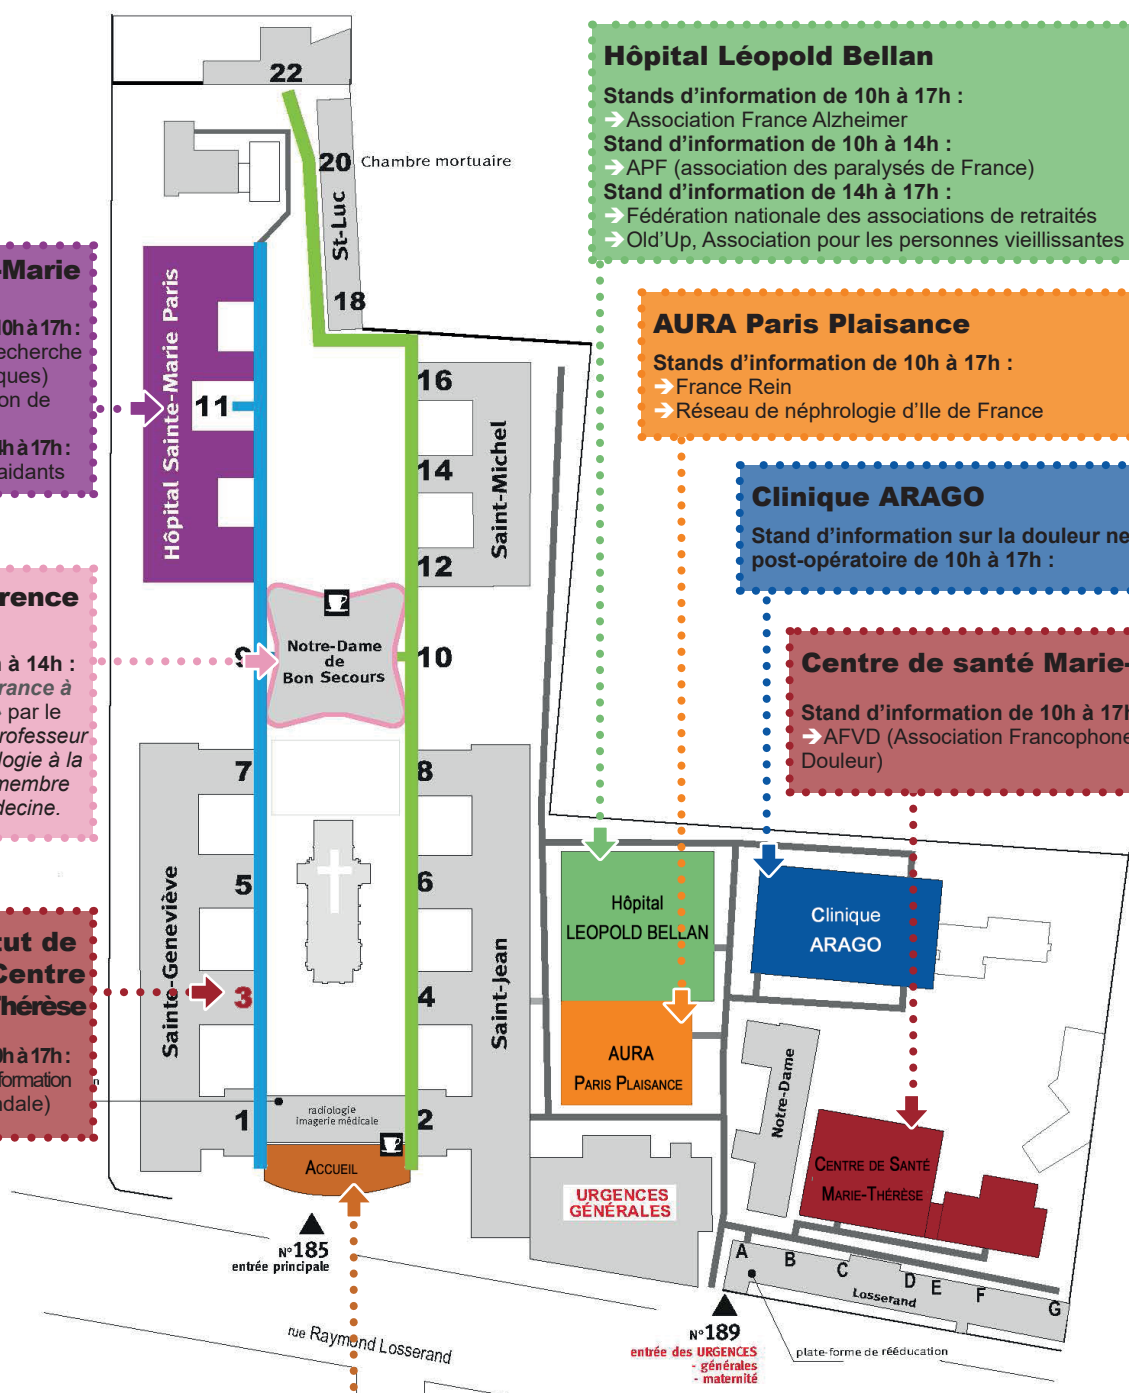 22
20 Chambre mortuaire
St-Luc
18
Hôpital Léopold Bellan
Stands d'information de 10h à 17h :
➔Association France Alzheimer
Stand d'information de 10h à 14h :
➔APF (association des paralysés de France)
Stand d'information de 14h à 17h :
➔Fédération nationale des associations de retraités
➔Old'Up, Association pour les personnes vieillissantes
-Marie
10h à 17h :
echerche
ques)
on de
4h à 17h :
aidants
Hôpital Sainte-Marie Paris
11
AURA Paris Plaisance
Stands d'information de 10h à 17h :
➔France Rein
➔Réseau de néphrologie d'Ile de France
16
14
12
Saint-Michel
Clinique ARAGO
Stand d'information sur la douleur ne
post-opératoire de 10h à 17h :
rence
à 14h :
rance à
par le
rofesseur
logie à la
membre
decine.
9
Notre-Dame
de
Bon Secours
10
Centre de santé Marie-
Stand d'information de 10h à 17h
➔AFVD (Association Francophone
Douleur)
7
8
5
6
3
4
1
2
Sainte-Geneviève
Saint-Jean
tut de
Centre
Thérèse
0h à 17h :
formation
ndale)
radiologie
imagerie médicale
ACCUEIL
Hôpital
LEOPOLD BELLAN
Clinique
ARAGO
AURA
PARIS PLAISANCE
Notre-Dame
CENTRE DE SANTÉ
MARIE-THÉRÈSE
URGENCES
GÉNÉRALES
N°185
entrée principale
A B C D E F G
Losserand
rue Raymond Losserand
N°189
entrée des URGENCES
- générales
- maternité
plate-forme de rééducation